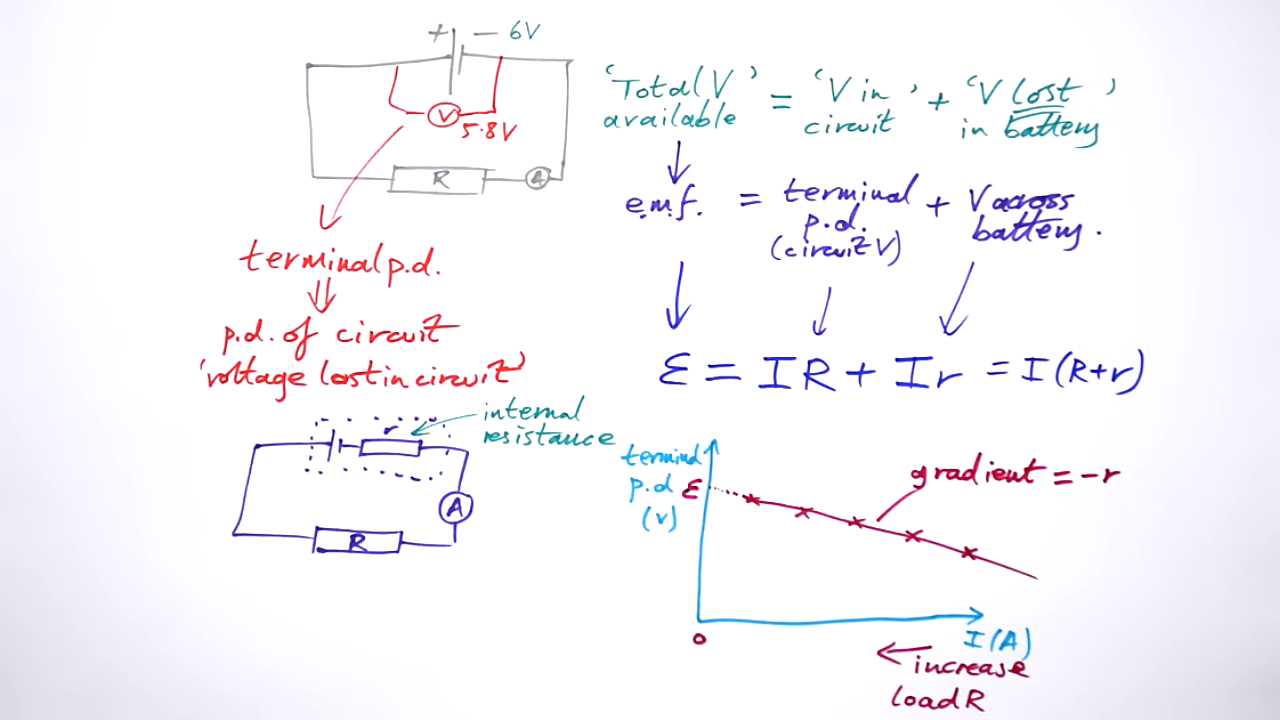 + — 6V
V
5.8V
R
A
terminal p.d.
p.d. of circuit
'voltage lost in circuit'
'Total V' available = 'V in circuit' + 'V lost in battery'
e.m.f. = terminal p.d. (circuit V) + V across battery.
ε = IR + Ir = I(R+r)
r
internal
resistance
A
R
terminal
p.d
(V)
ε
gradient = -r
0
I (A)
increase
load R